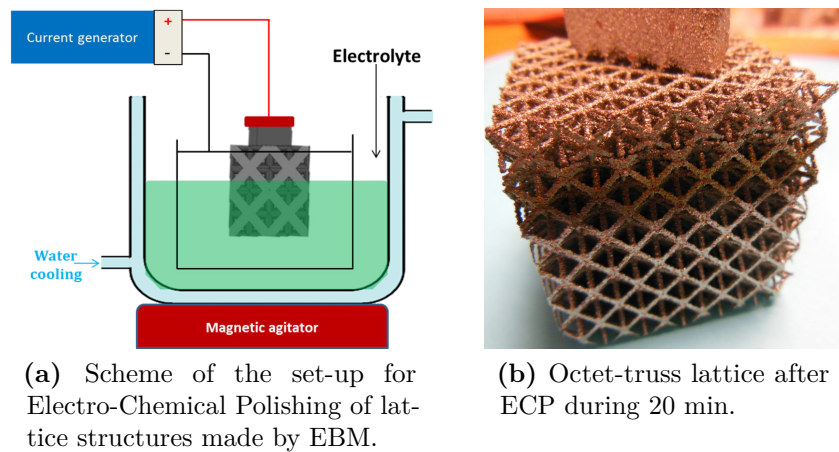 Current generator
+
-
Electrolyte
Water
cooling
Magnetic agitator
(a) Scheme of the set-up for
Electro-Chemical Polishing of lat-
tice structures made by EBM.
(b) Octet-truss lattice after
ECP during 20 min.